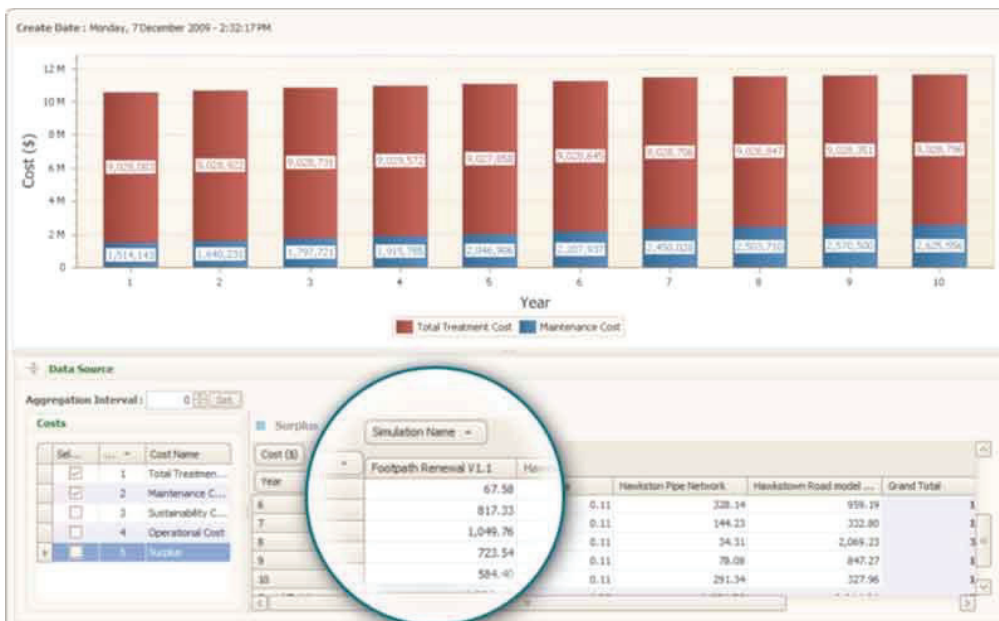 Create Date : Monday, 7 December 2009 - 2:32:17 PM
12 M
10 M
8 M
6 M
4 M
2 M
0
Cost ($)
9,028,922
9,028,731
9,029,572
9,028,645
9,028,706
9,028,847
9,028,351
9,028,796
1,514,143
1,640,231
1,797,721
1,915,785
2,046,906
2,207,937
2,450,028
2,503,710
2,570,500
2,625,556
1 2 3 4 5 6 7 8 9 10
Year
Total Treatment Cost Maintenance Cost
Data Source
Aggregation Interval : 0 Set
Costs
Sel... ... Cost Name
1 Total Treatmen...
2 Maintenance C...
3 Sustainability C...
4 Operational Cost
5 Surplus
Surplus
Simulation Name
Cost ($)
Year
Footpath Renewal V1.1
Hawkston Pipe Network Hawkstown Road model ... Grand Total
6 67.58 0.11 328.14 959.19
7 817.33 0.11 144.23 332.80
8 1,049.76 0.11 34.31 2,069.23
9 723.54 0.11 78.08 847.27
10 584.40 0.11 291.34 327.96